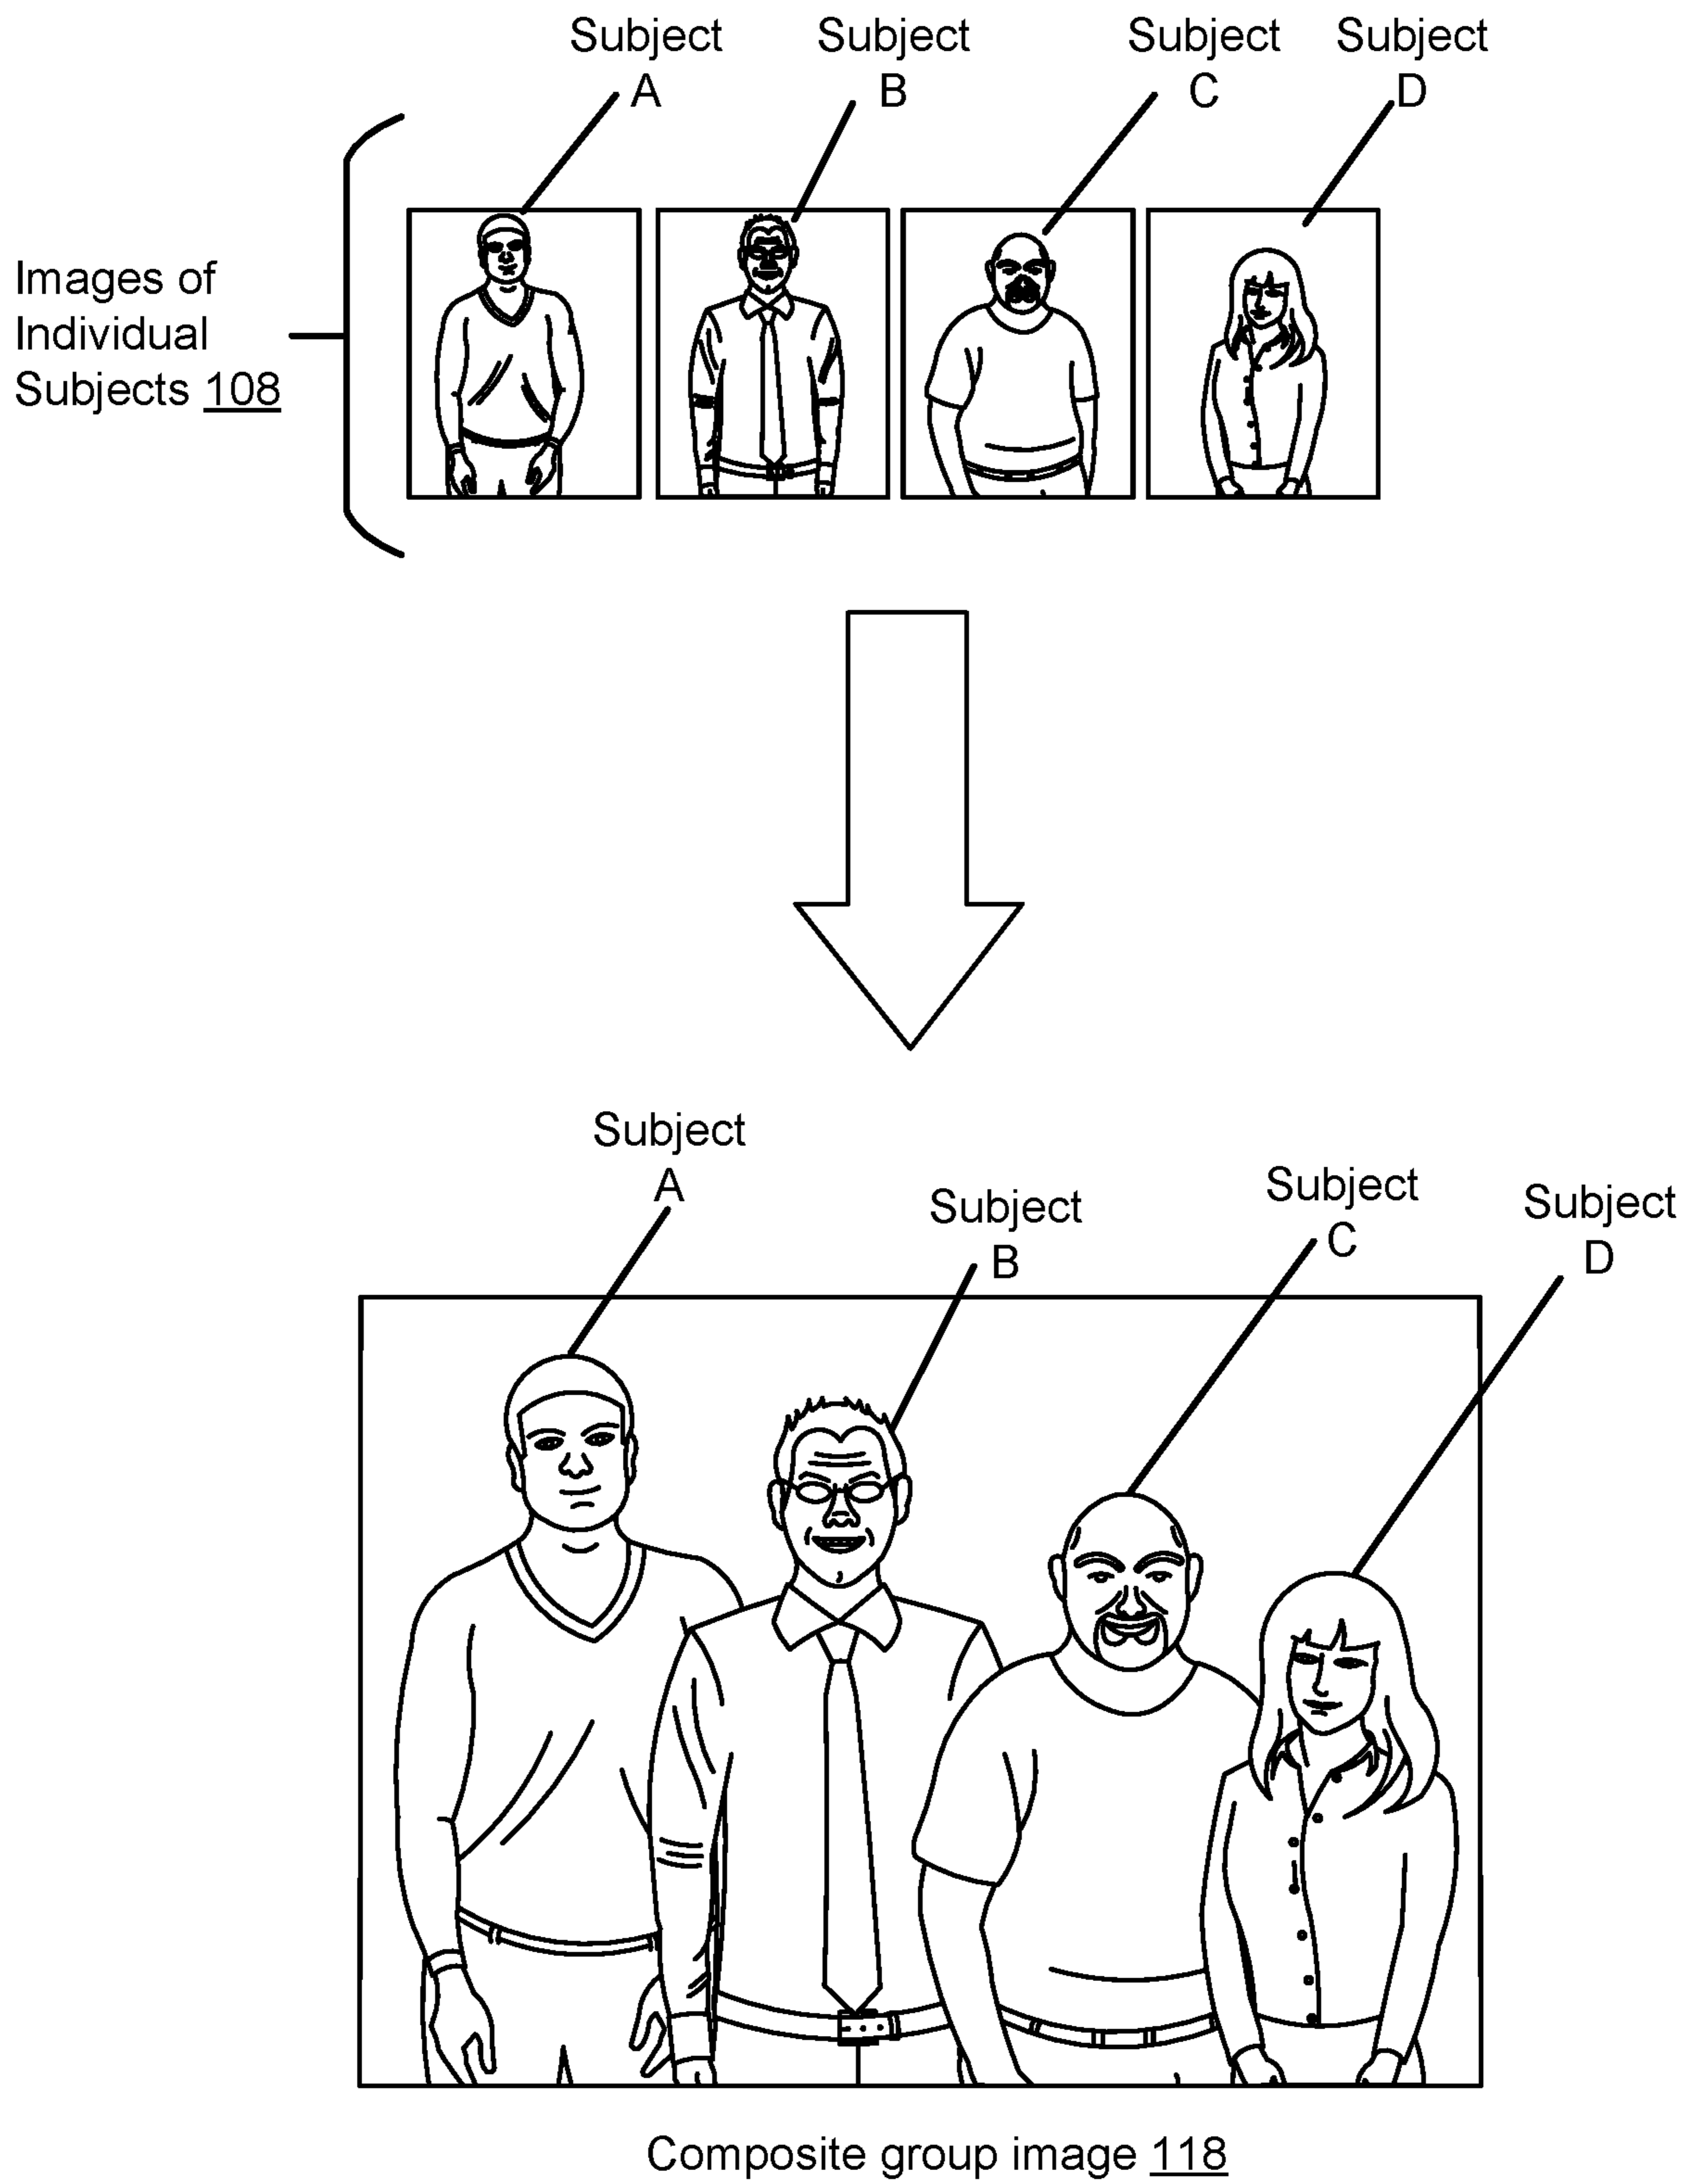 Subject
A
Subject
B
Subject
C
Subject
D
Images of
Individual
Subjects 108
Subject
A
Subject
B
Subject
C
Subject
D
Composite group image 118